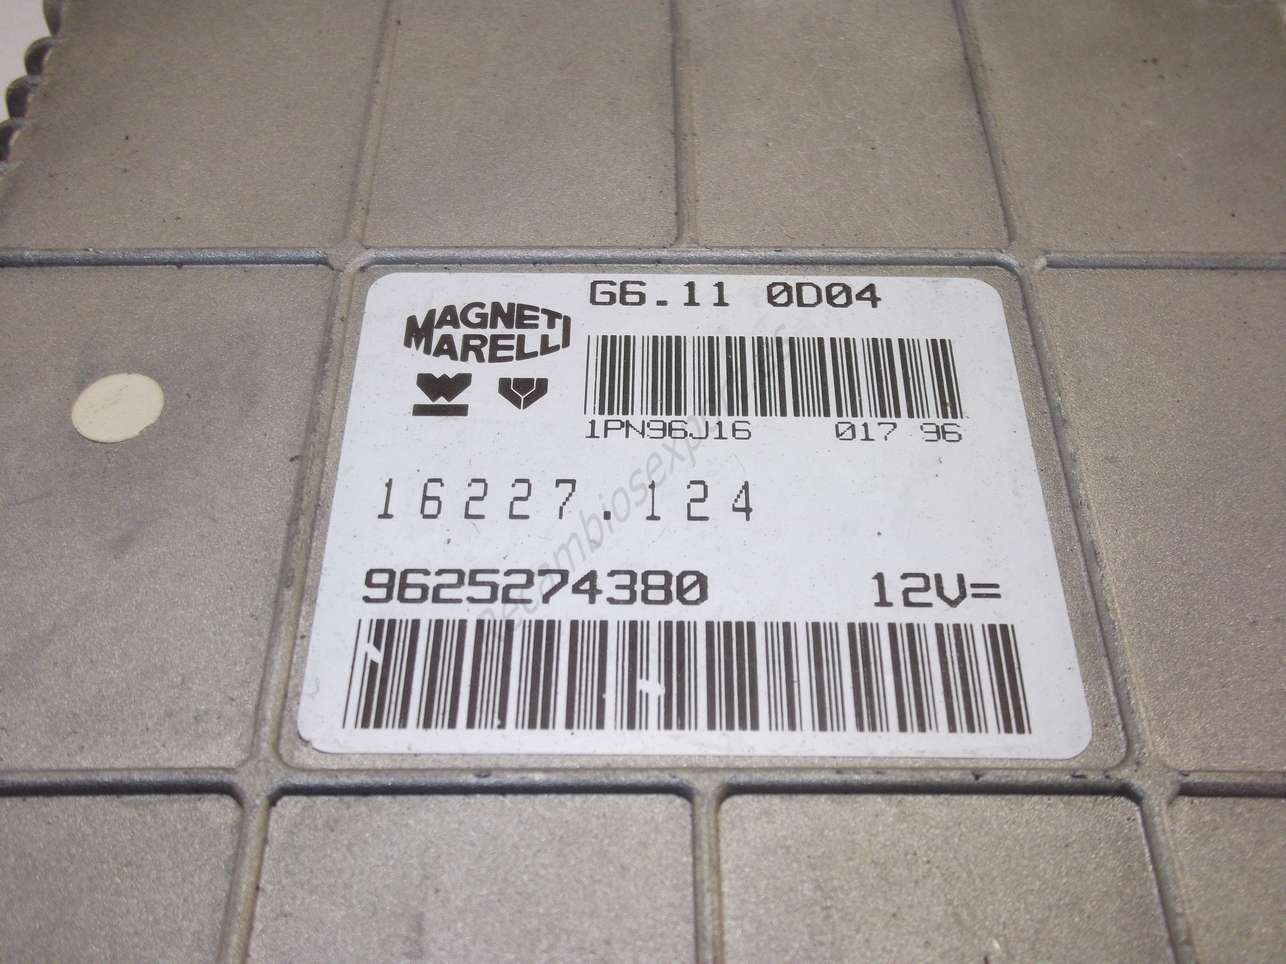 G6.11 0D04
MAGNETI
MARELLI
1PN96J16 017 96
16227.124
9625274380 12V=